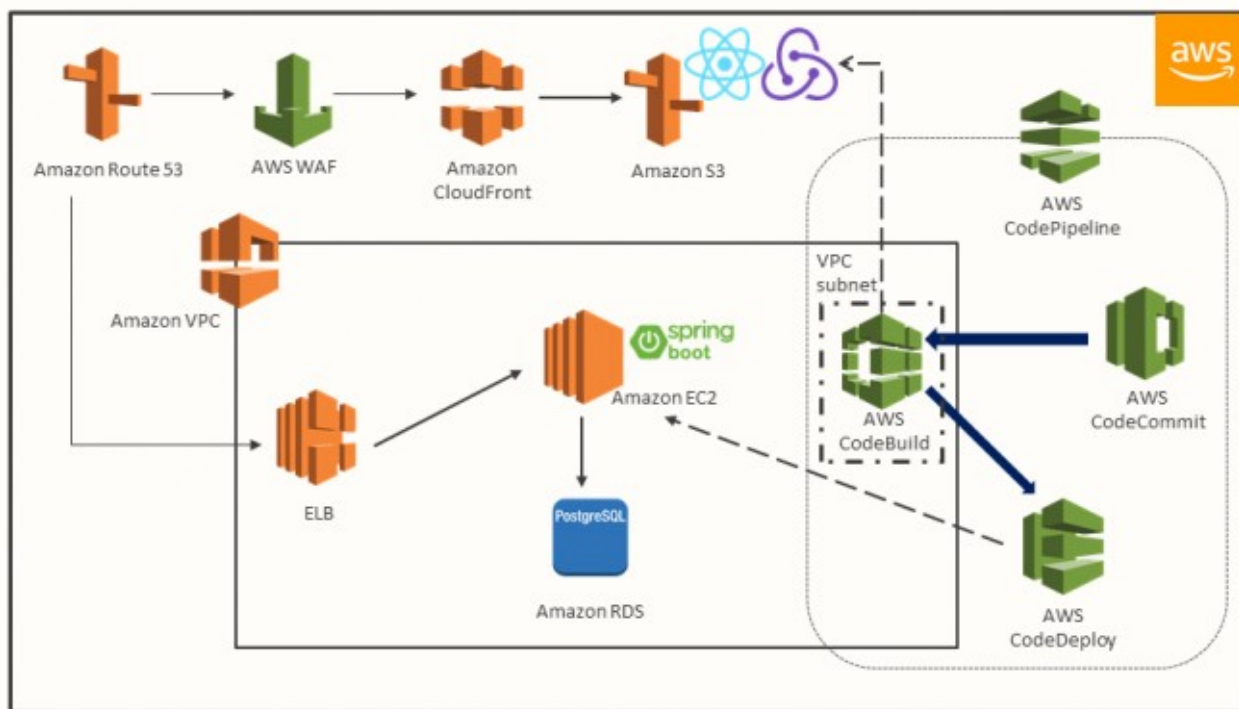 aws
Amazon Route 53
AWS WAF
Amazon
CloudFront
Amazon S3
AWS
CodePipeline
Amazon VPC
VPC
subnet
spring
boot
Amazon EC2
AWS
CodeBuild
AWS
CodeCommit
ELB
PostgreSQL
Amazon RDS
AWS
CodeDeploy